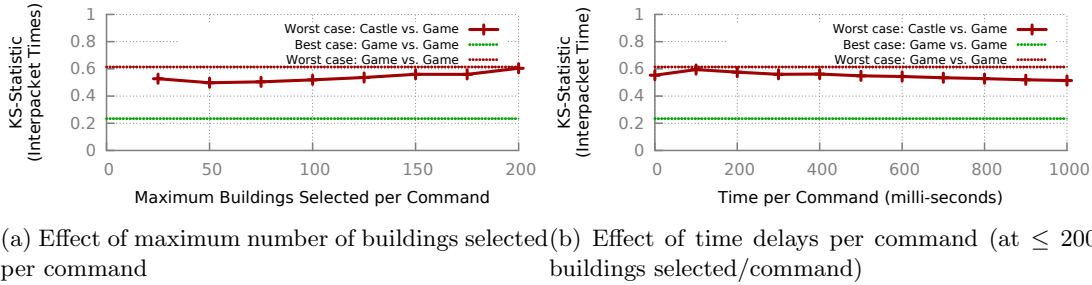 KS-Statistic
(Interpacket Times)
1
0.8
0.6
0.4
0.2
0
Worst case: Castle vs. Game
Best case: Game vs. Game
Worst case: Game vs. Game
0
50
100
150
200
Maximum Buildings Selected per Command
KS-Statistic
(Interpacket Time)
1
0.8
0.6
0.4
0.2
0
Worst case: Castle vs. Game
Best case: Game vs. Game
Worst case: Game vs. Game
0
200
400
600
800
1000
Time per Command (milli-seconds)
(a) Effect of maximum number of buildings selected
per command
(b) Effect of time delays per command (at ≤ 200
buildings selected/command)